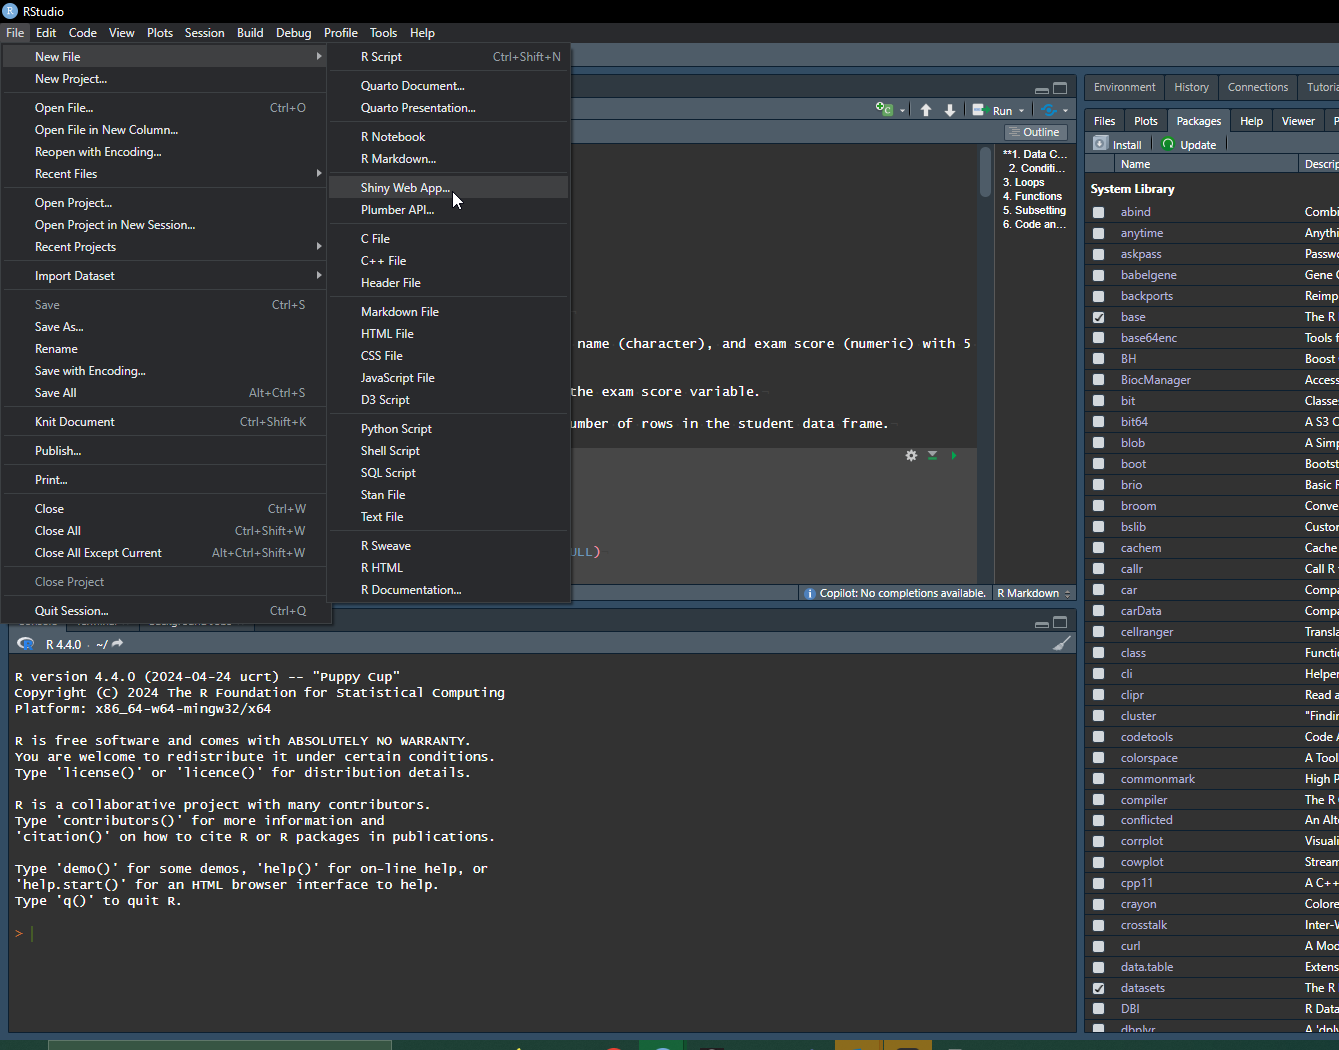 RStudio
File Edit Code View Plots Session Build Debug Profile Tools Help
New File
New Project...
Open File... Ctrl+O
Open File in New Column...
Reopen with Encoding...
Recent Files
Open Project...
Open Project in New Session...
Recent Projects
Import Dataset
Save Ctrl+S
Save As...
Rename
Save with Encoding...
Save All Alt+Ctrl+S
Knit Document Ctrl+Shift+K
Publish...
Print...
Close Ctrl+W
Close All Ctrl+Shift+W
Close All Except Current Alt+Ctrl+Shift+W
Close Project
Quit Session... Ctrl+Q
R Script Ctrl+Shift+N
Quarto Document...
Quarto Presentation...
R Notebook
R Markdown...
Shiny Web App...
Plumber API...
C File
C++ File
Header File
Markdown File
HTML File
CSS File
JavaScript File
D3 Script
Python Script
Shell Script
SQL Script
Stan File
Text File
R Sweave
R HTML
R Documentation...
Run
Outline
**1. Data C...
2. Conditi...
3. Loops
4. Functions
5. Subsetting
6. Code an...
name (character), and exam score (numeric) with 5
the exam score variable.
umber of rows in the student data frame.
ULL)
Copilot: No completions available. R Markdown
R 4.4.0 · ~/
R version 4.4.0 (2024-04-24 ucrt) -- "Puppy Cup"
Copyright (C) 2024 The R Foundation for Statistical Computing
Platform: x86_64-w64-mingw32/x64
R is free software and comes with ABSOLUTELY NO WARRANTY.
You are welcome to redistribute it under certain conditions.
Type 'license()' or 'licence()' for distribution details.
R is a collaborative project with many contributors.
Type 'contributors()' for more information and
'citation()' on how to cite R or R packages in publications.
Type 'demo()' for some demos, 'help()' for on-line help, or
'help.start()' for an HTML browser interface to help.
Type 'q()' to quit R.
>
Environment History Connections Tutoria
Files Plots Packages Help Viewer P
Install Update
Name Descrip
System Library
abind Combi
anytime Anythi
askpass Passwo
babelgene Gene O
backports Reimp
base The R
base64enc Tools f
BH Boost
BiocManager Access
bit Classe
bit64 A S3 C
blob A Simp
boot Bootst
brio Basic R
broom Conve
bslib Custor
cachem Cache
callr Call R
car Compa
carData Compa
cellranger Transla
class Functi
cli Helper
clipr Read a
cluster "Findin
codetools Code A
colorspace A Tool
commonmark High P
compiler The R
conflicted An Alt
corrplot Visuali
cowplot Stream
cpp11 A C++
crayon Colore
crosstalk Inter-V
curl A Mod
data.table Extens
datasets The R
DBI R Data
dbplyr A 'dply